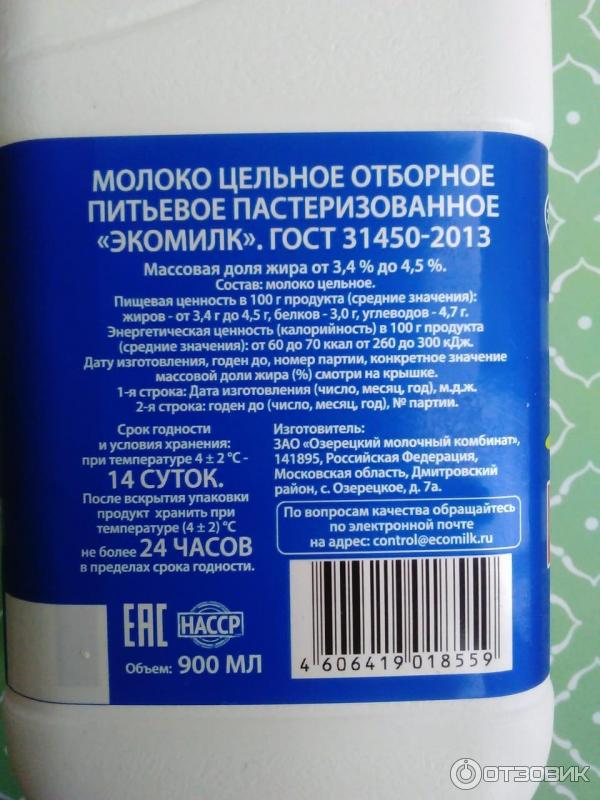 МОЛОКО ЦЕЛЬНОЕ ОТБОРНОЕ
ПИТЬЕВОЕ ПАСТЕРИЗОВАННОЕ
«ЭКОМИЛК». ГОСТ 31450-2013
Массовая доля жира от 3,4 % до 4,5 %.
Состав: молоко цельное.
Пищевая ценность в 100 г продукта (средние значения):
жиров - от 3,4 г до 4,5 г, белков - 3,0 г, углеводов - 4,7 г.
Энергетическая ценность (калорийность) в 100 г продукта
(средние значения): от 60 до 70 ккал от 260 до 300 кДж.
Дату изготовления, годен до, номер партии, конкретное значение
массовой доли жира (%) смотри на крышке.
1-я строка: Дата изготовления (число, месяц, год), м.д.ж.
2-я строка: годен до (число, месяц, год), № партии.
Срок годности
и условия хранения:
при температуре 4 ± 2 °С -
14 СУТОК.
После вскрытия упаковки
продукт хранить при
температуре (4 ± 2) °С
не более 24 ЧАСОВ
в пределах срока годности.
Изготовитель:
ЗАО «Озерецкий молочный комбинат»,
141895, Российская Федерация,
Московская область, Дмитровский
район, с. Озерецкое, д. 7а.
По вопросам качества обращайтесь
по электронной почте
на адрес: control@ecomilk.ru
ЕАС
НАССР
Объем: 900 МЛ
4 606419 018559
ОТЗОВИК